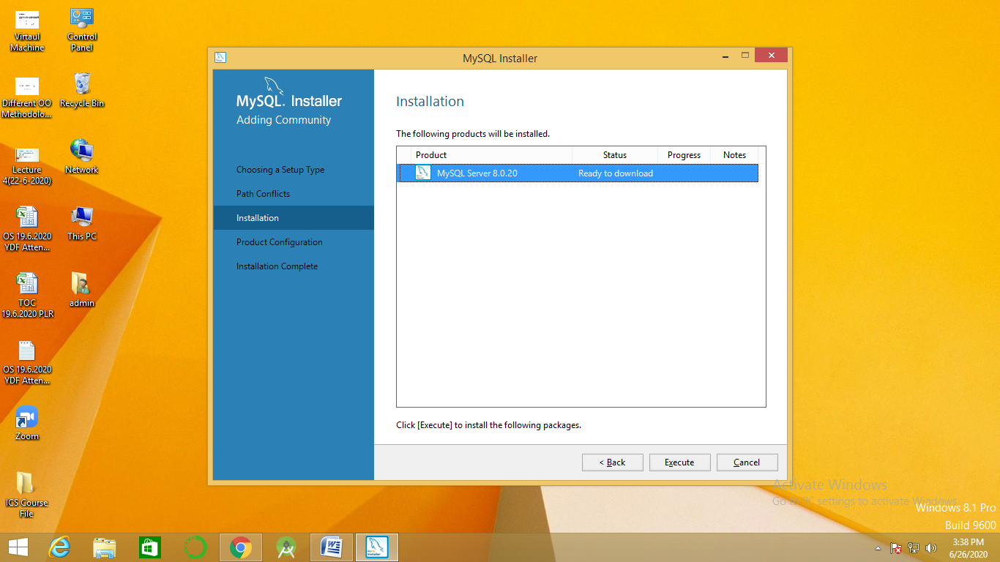 Virtaul
Machine
Control
Panel
Different OO
Methodolo...
Recycle Bin
Lecture
4(22-6-2020)
Network
OS 19.6.2020
YDF Atten...
This PC
TOC
19.6.2020 PLR
admin
OS 19.6.2020
YDF Atten...
Zoom
ICS Course
File
MySQL Installer
MySQL. Installer
Adding Community
Choosing a Setup Type
Path Conflicts
Installation
Product Configuration
Installation Complete
Installation
The following products will be installed.
Product Status Progress Notes
MySQL Server 8.0.20 Ready to download
Click [Execute] to install the following packages.
< Back Execute Cancel
Activate Windows
Go to PC settings to activate Windows.
Windows 8.1 Pro
Build 9600
3:38 PM
6/26/2020